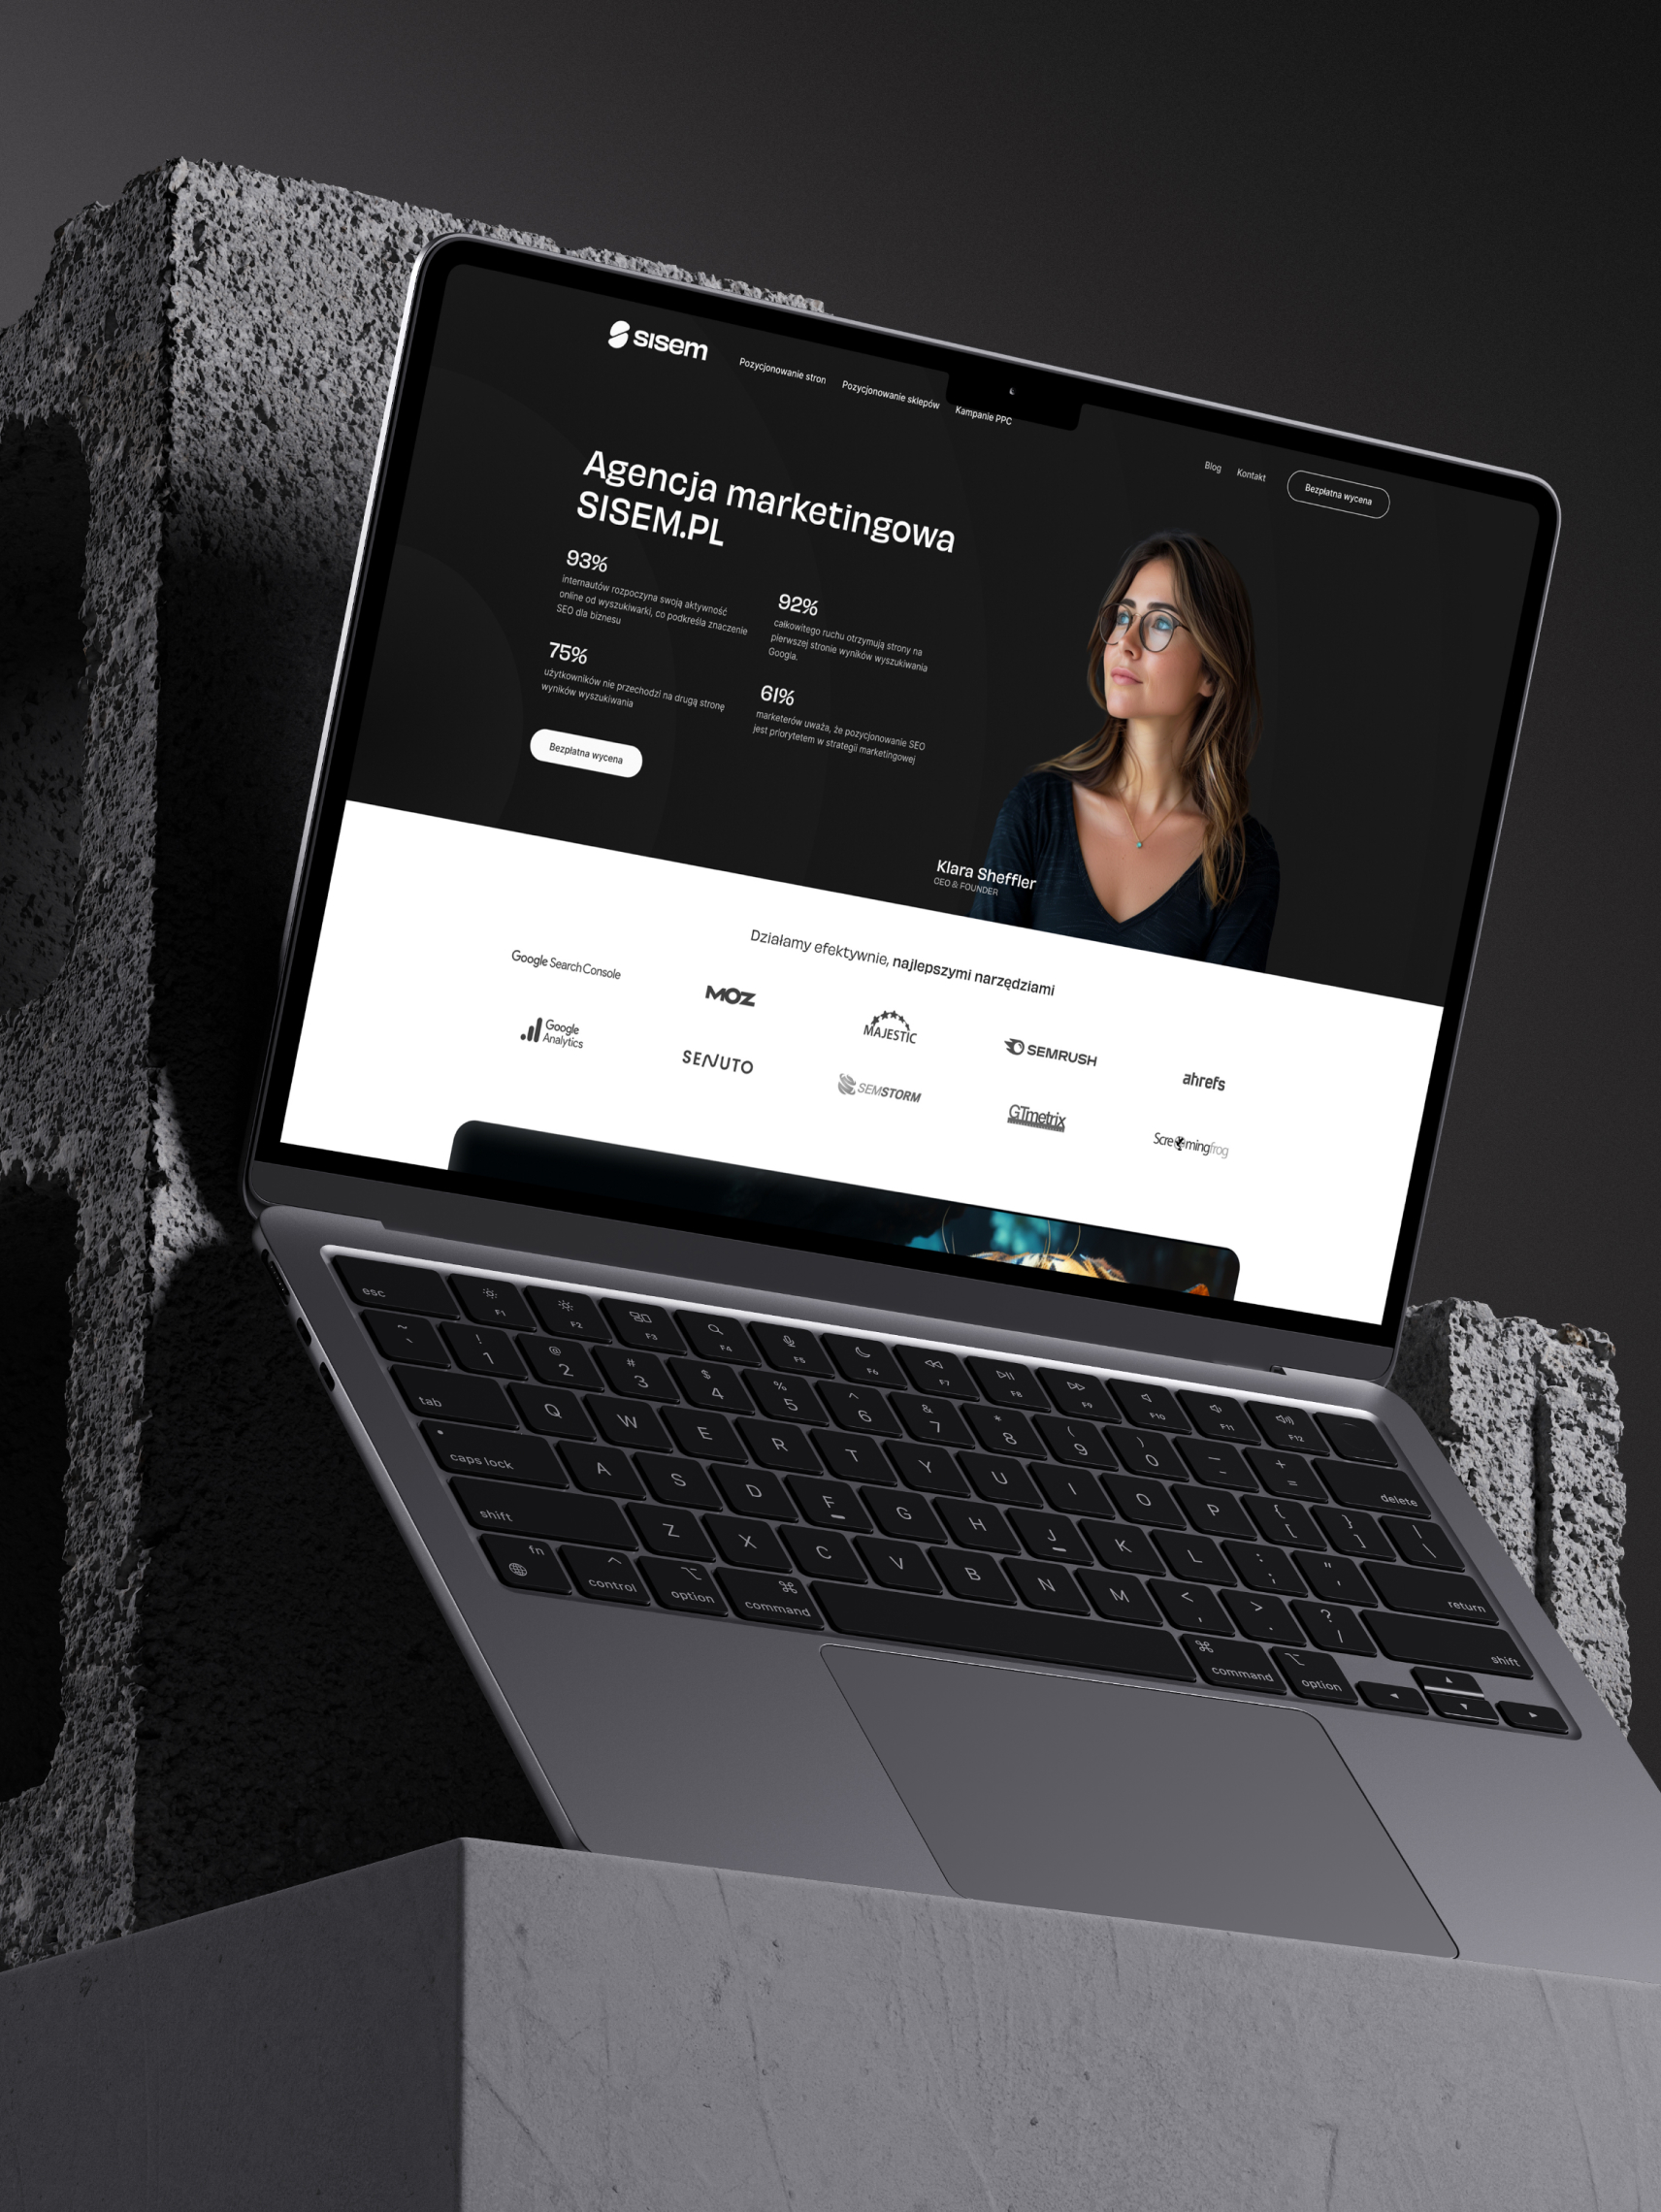 sısem
Pozycjonowanie stron
Pozycjonowanie sklepów
Kampanie PPC
Blog
Kontakt
Bezpłatna wycena
Agencja marketingowa
SISEM.PL
93%
internautów rozpoczyna swoją aktywność
online od wyszukiwarki, co podkreśla znaczenie
SEO dla biznesu
92%
całkowitego ruchu otrzymują strony na
pierwszej stronie wyników wyszukiwania
Googla.
75%
użytkowników nie przechodzi na drugą stronę
wyników wyszukiwania
61%
marketerów uważa, że pozycjonowanie SEO
jest priorytetem w strategii marketingowej
Bezpłatna wycena
Klara Sheffler
CEO & FOUNDER
Działamy efektywnie, najlepszymi narzędziami
Google Search Console
MOZ
MAJESTIC
SEMRUSH
ahrefs
Google
Analytics
SENUTO
SEMSTORM
GTmetrix
Screamingfrog
esc F1 F2 F3 F4 F5 F6 F7 F8 F9 F10 F11 F12
~ ! @ # $ % ^ & * ( ) _ +
` 1 2 3 4 5 6 7 8 9 0 - = delete
tab Q W E R T Y U I O P { [ } ] | \
caps lock A S D F G H J K L : ; " ' return
shift Z X C V B N M < , > . ? / shift
fn control option command command option